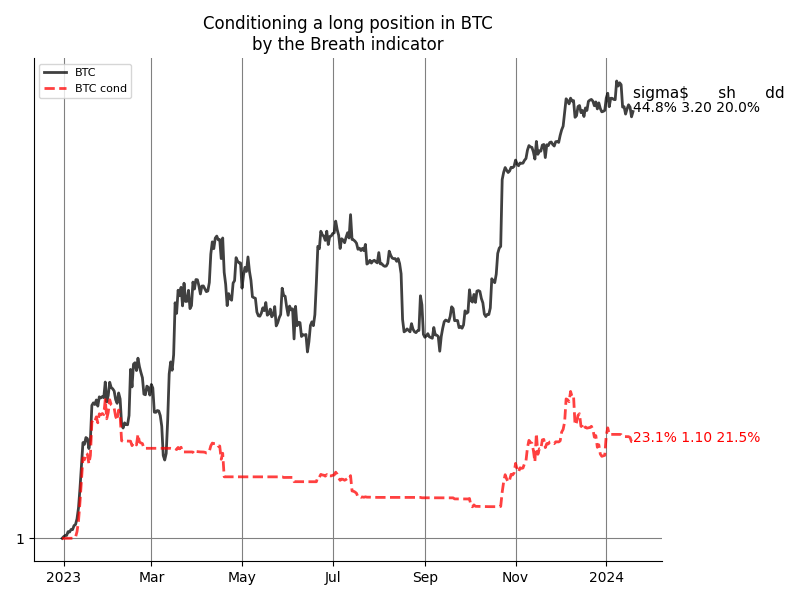 Conditioning a long position in BTC
by the Breath indicator
BTC
BTC cond
sigma$ sh dd
44.8% 3.20 20.0%
23.1% 1.10 21.5%
1
2023 Mar May Jul Sep Nov 2024